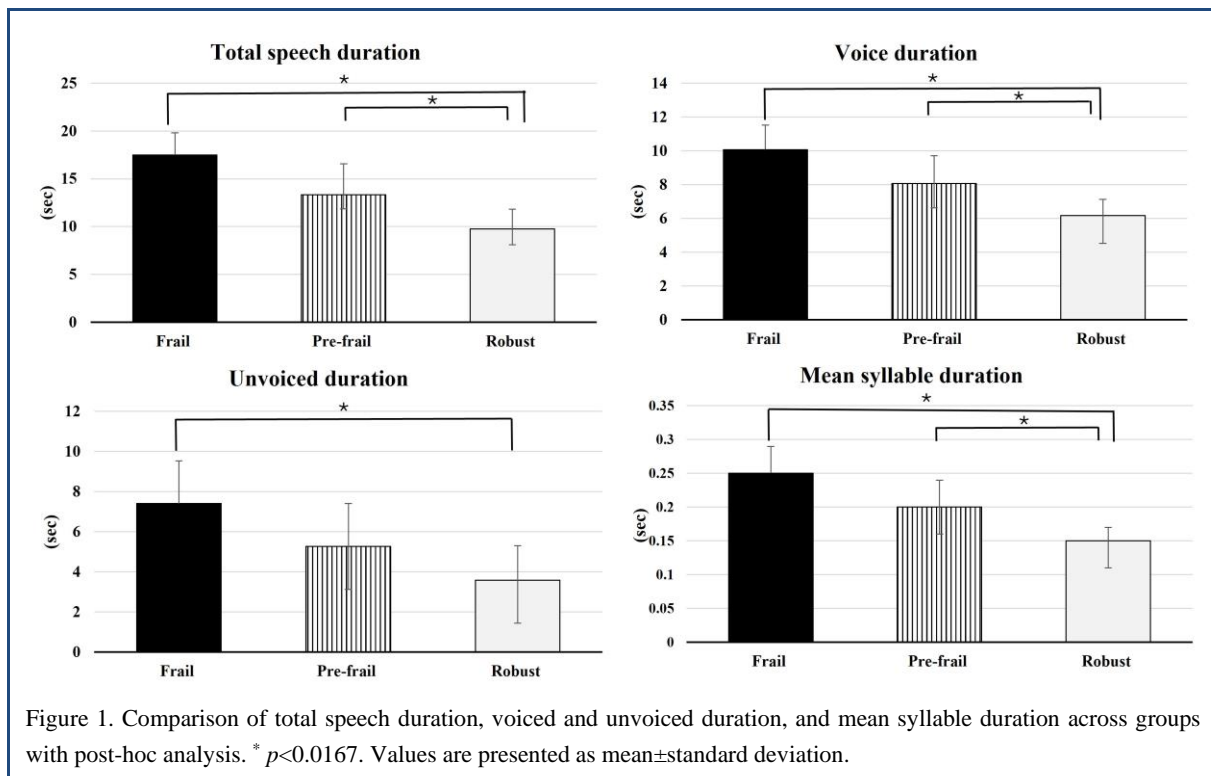 Total speech duration
25
20
15
10
5
0
(sec)
*
*
Frail Pre-frail Robust
Voice duration
14
12
10
8
6
4
2
0
(sec)
*
*
Frail Pre-frail Robust
Unvoiced duration
12
10
8
6
4
2
0
(sec)
*
Frail Pre-frail Robust
Mean syllable duration
0.35
0.3
0.25
0.2
0.15
0.1
0.05
0
(sec)
*
*
Frail Pre-frail Robust
Figure 1. Comparison of total speech duration, voiced and unvoiced duration, and mean syllable duration across groups
with post-hoc analysis. * p<0.0167. Values are presented as mean±standard deviation.